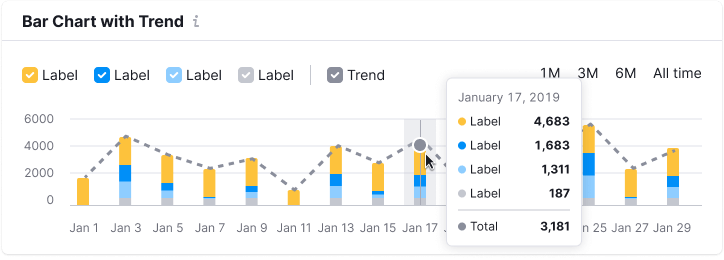 Bar Chart with Trend i
Label Label Label Label Trend 1M 3M 6M All time
January 17, 2019
Label 4,683
Label 1,683
Label 1,311
Label 187
Total 3,181
6000
4000
2000
0
Jan 1 Jan 3 Jan 5 Jan 7 Jan 9 Jan 11 Jan 13 Jan 15 Jan 17 J an 25 Jan 27 Jan 29